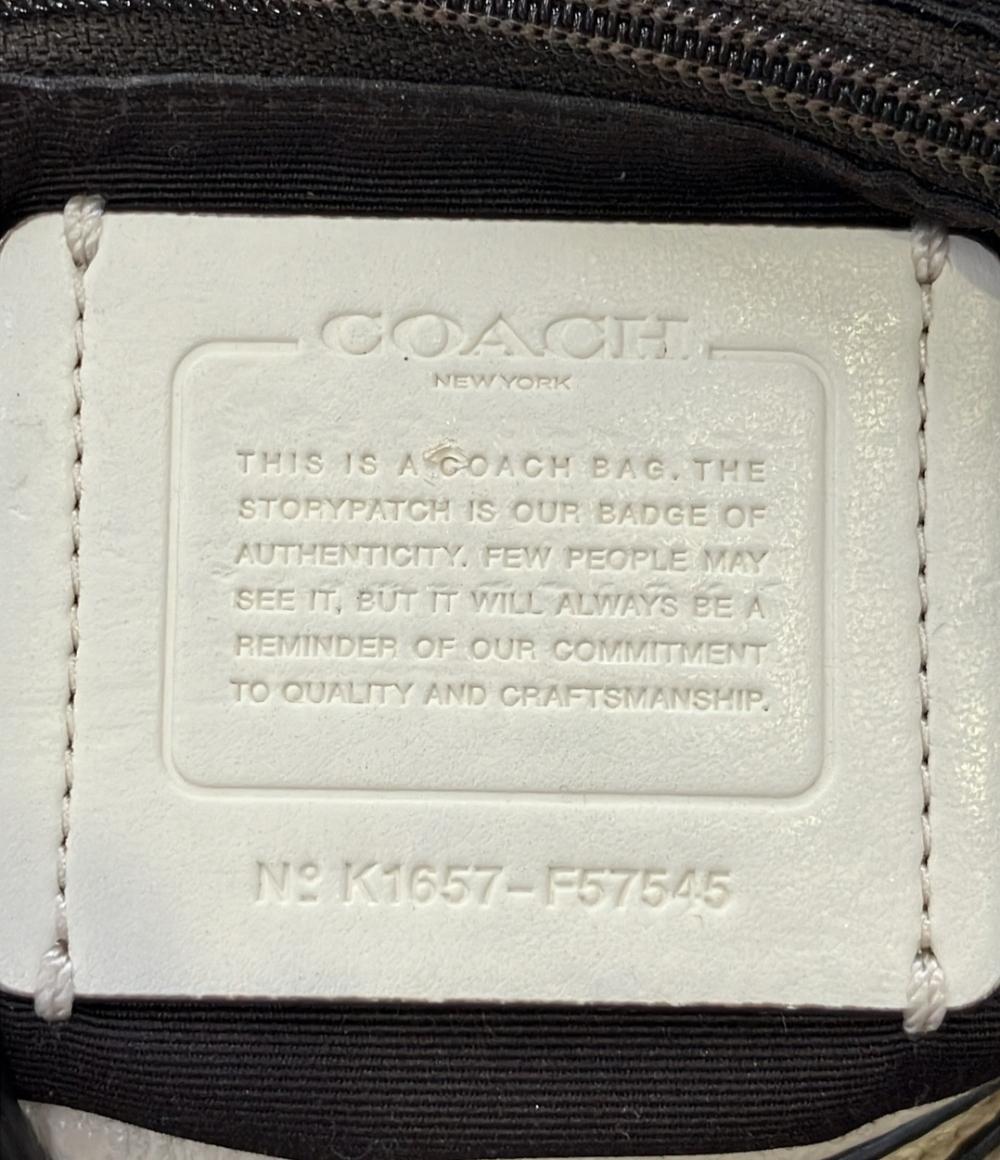 COACH
NEW YORK
THIS IS A COACH BAG. THE
STORYPATCH IS OUR BADGE OF
AUTHENTICITY. FEW PEOPLE MAY
SEE IT, BUT IT WILL ALWAYS BE A
REMINDER OF OUR COMMITMENT
TO QUALITY AND CRAFTSMANSHIP.
Nº K1657-F57545